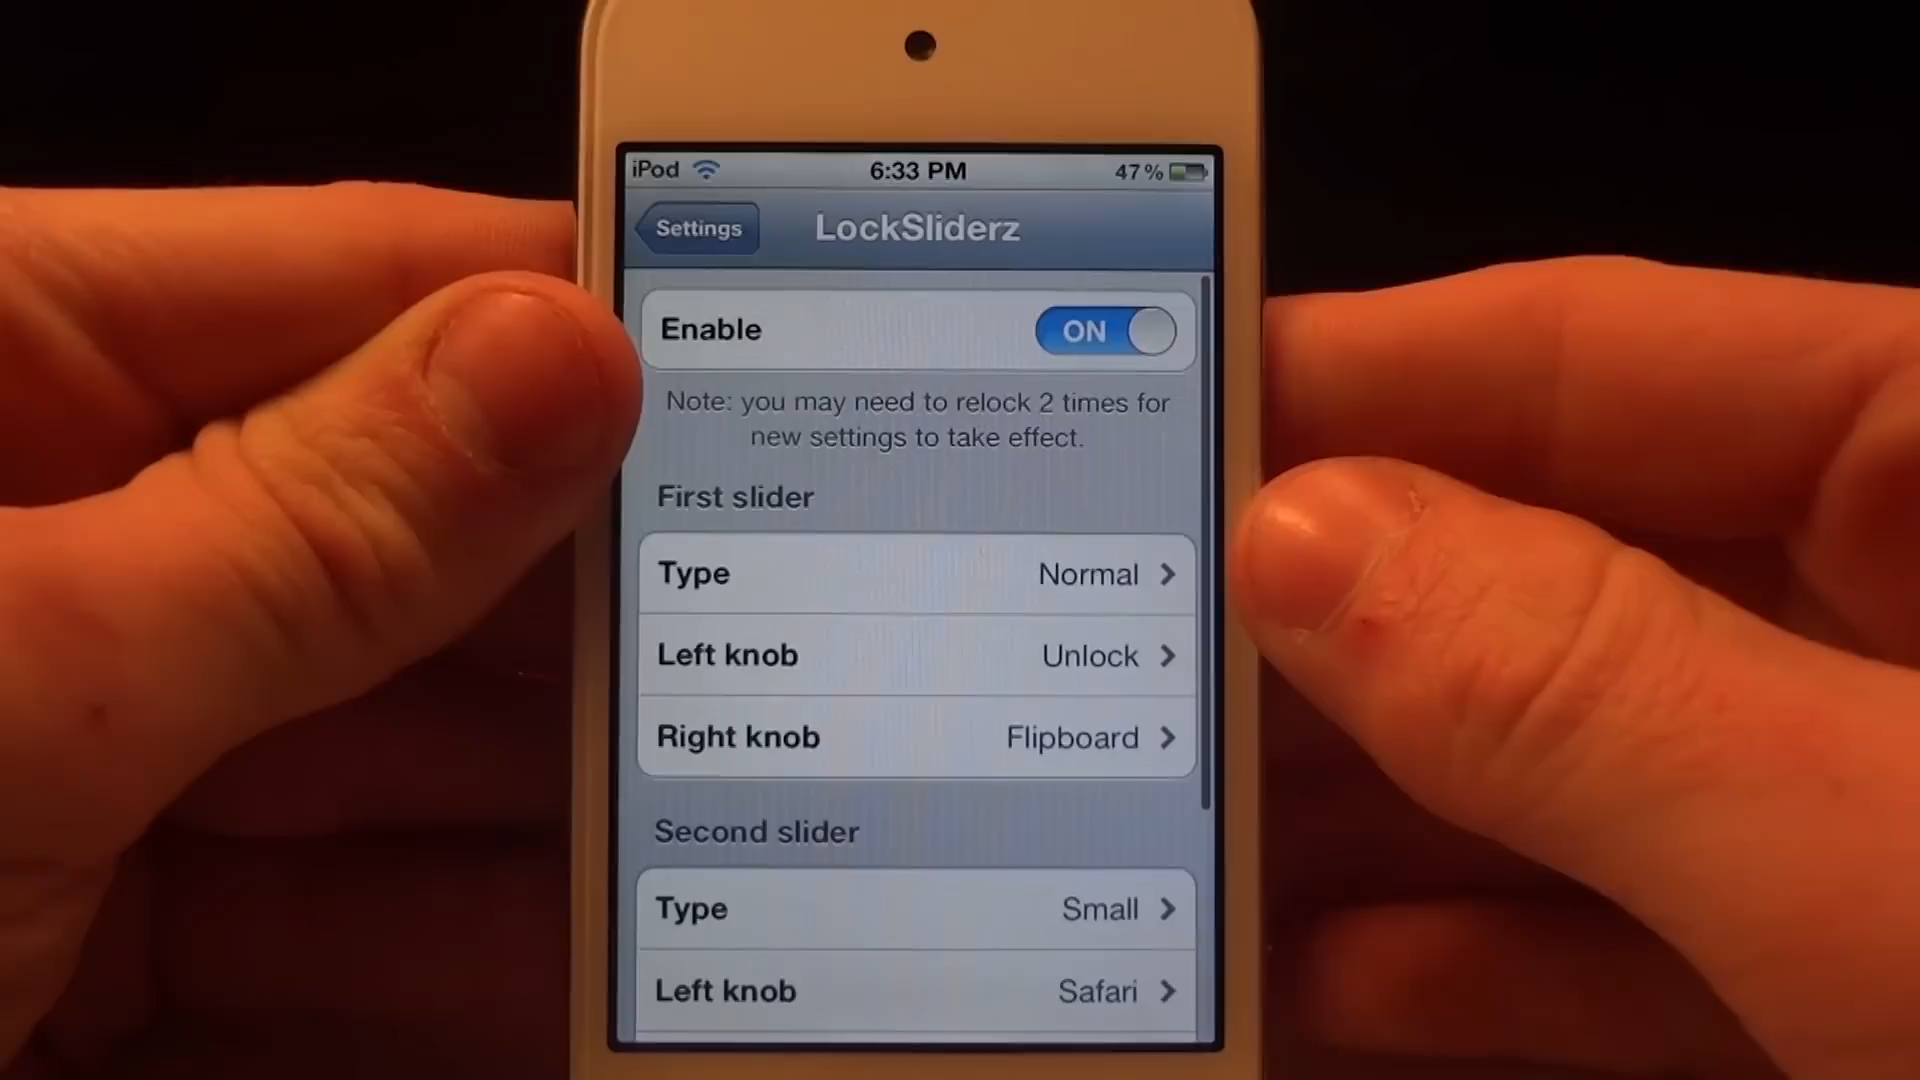 iPod 6:33 PM 47%
Settings LockSliderz
Enable ON
Note: you may need to relock 2 times for
new settings to take effect.
First slider
Type Normal
Left knob Unlock
Right knob Flipboard
Second slider
Type Small
Left knob Safari